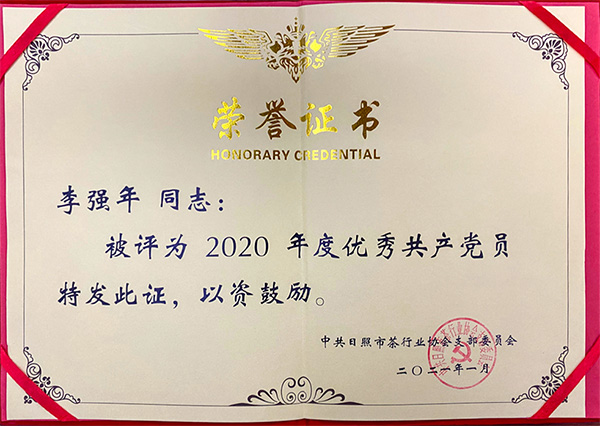 荣誉证书
HONORARY CREDENTIAL
李强年 同志：
被评为 2020 年度优秀共产党员
特发此证，以资鼓励。
中共日照市茶行业协会支部委员会
二〇二一年一月